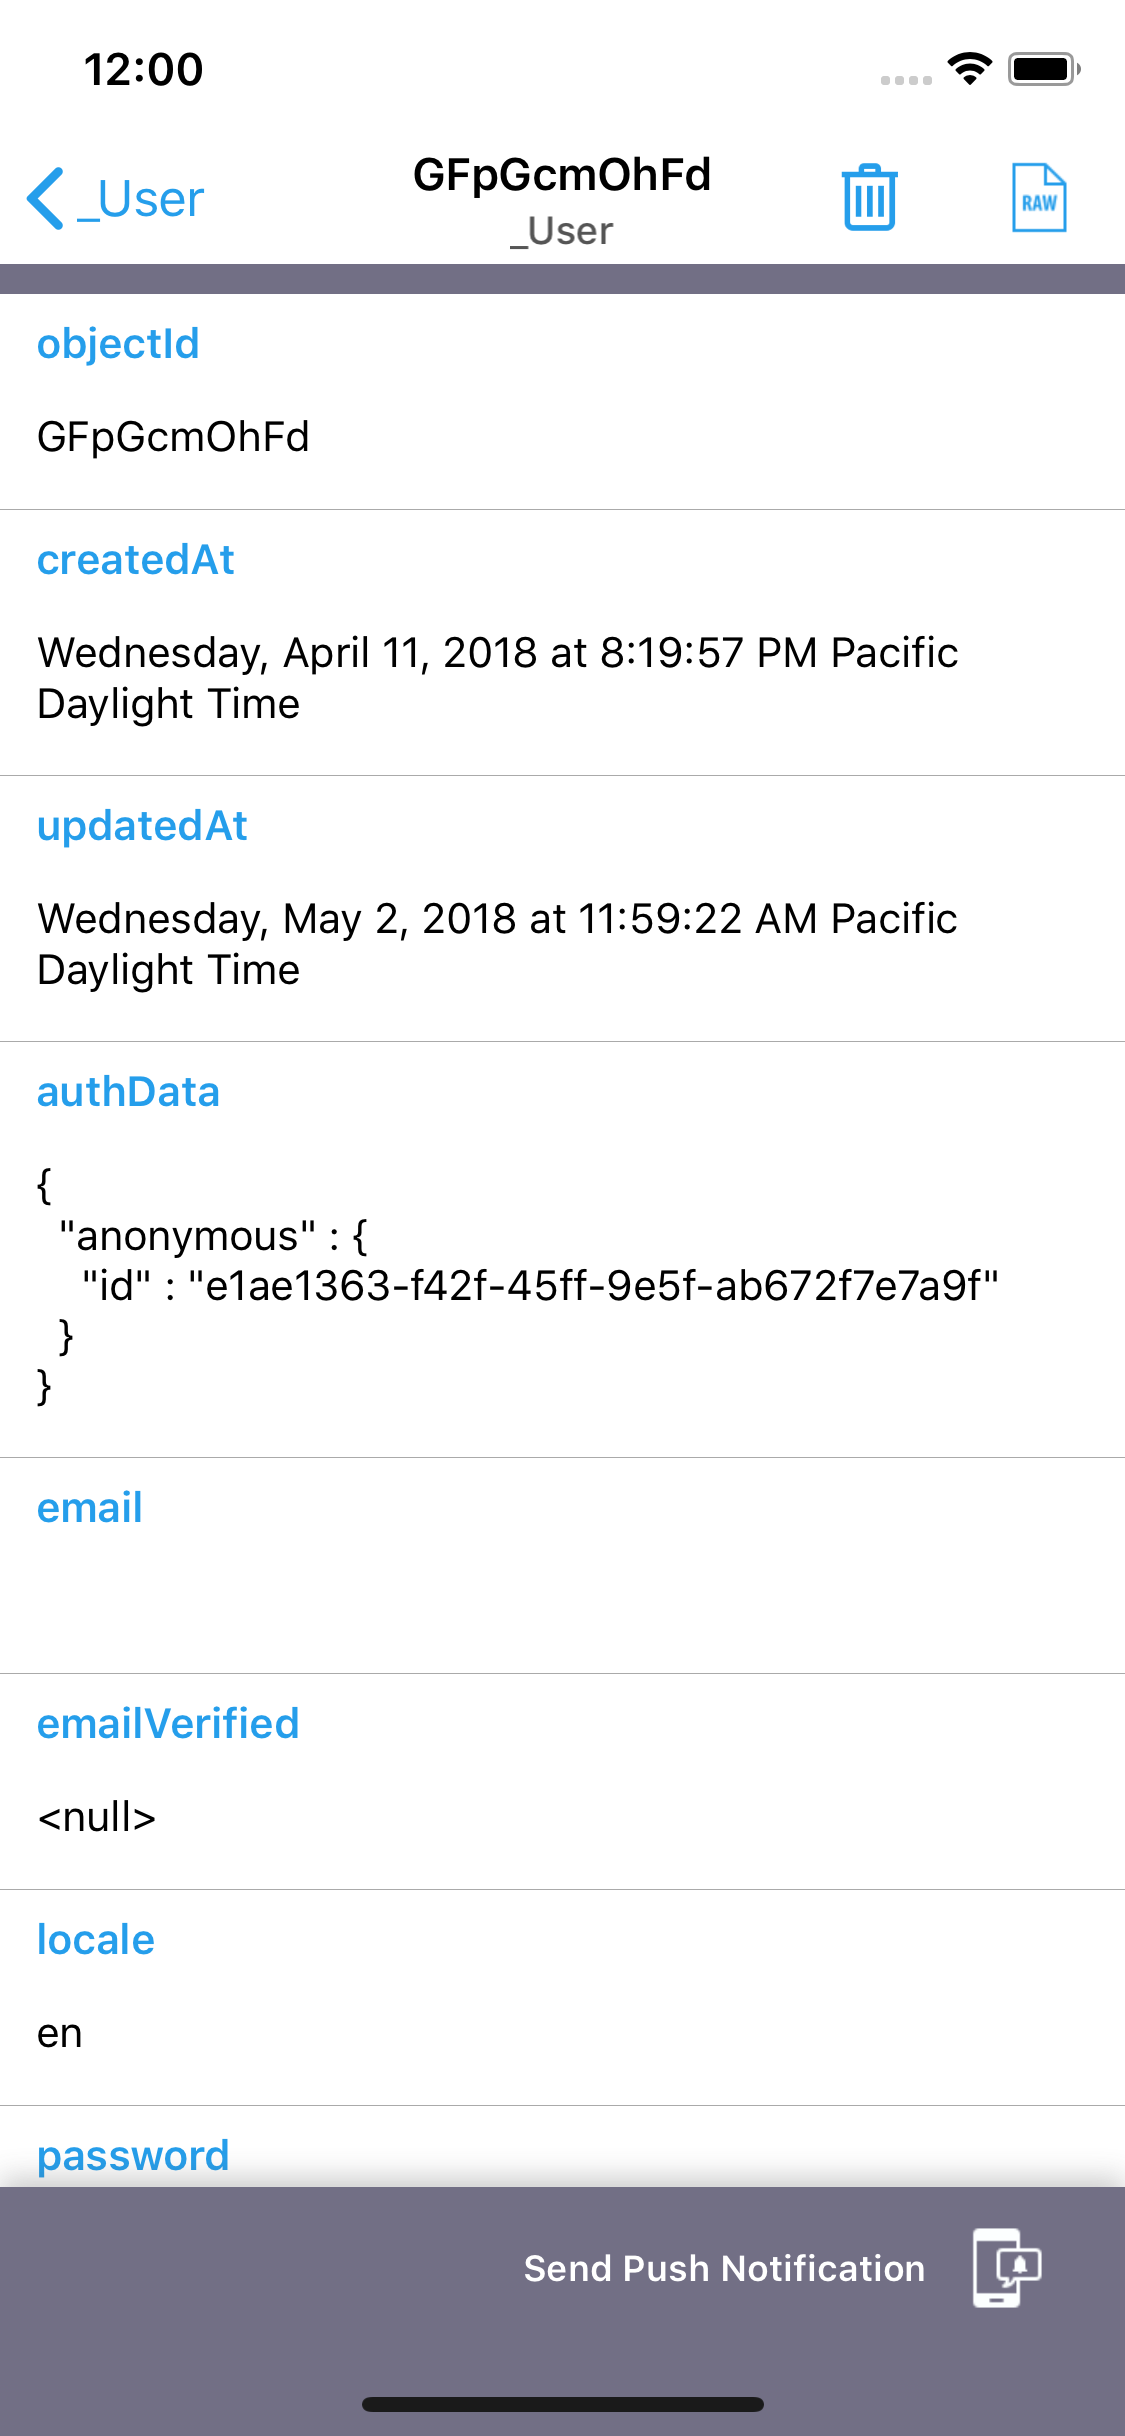 12:00
_User
GFpGcmOhFd
_User
RAW
objectId
GFpGcmOhFd
createdAt
Wednesday, April 11, 2018 at 8:19:57 PM Pacific
Daylight Time
updatedAt
Wednesday, May 2, 2018 at 11:59:22 AM Pacific
Daylight Time
authData
{
"anonymous" : {
"id" : "e1ae1363-f42f-45ff-9e5f-ab672f7e7a9f"
}
}
email
emailVerified
<null>
locale
en
password
Send Push Notification